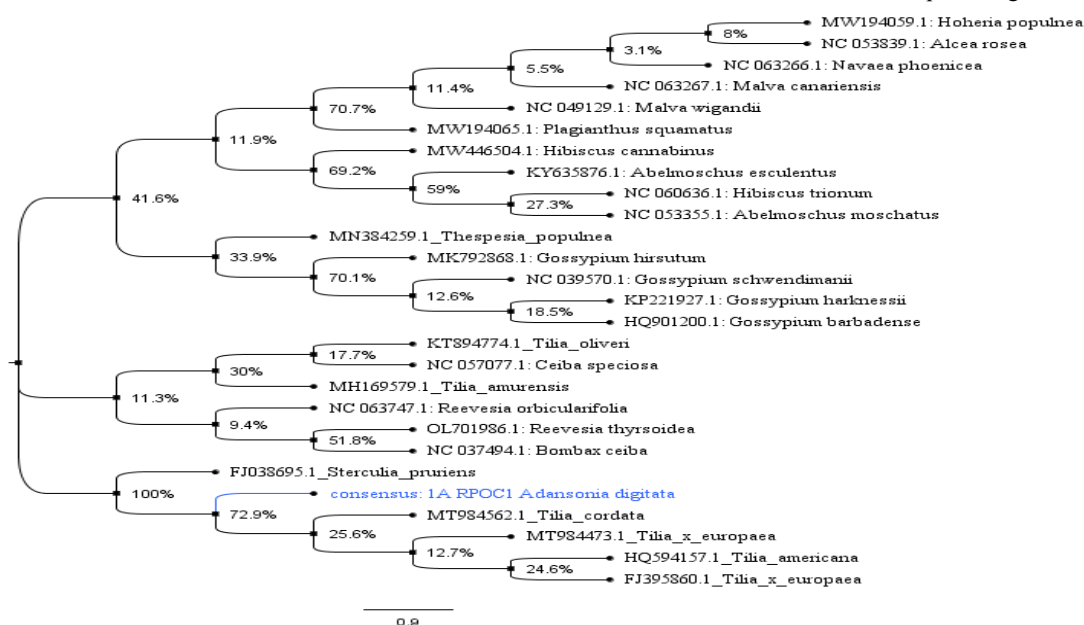 MW194059.1: Hoheria populnea
8%
NC 053839.1: Alcea rosea
3.1%
NC 063266.1: Navaea phoenicea
5.5%
NC 063267.1: Malva canariensis
11.4%
NC 049129.1: Malva wigandii
70.7%
MW194065.1: Plagianthus squamatus
11.9%
MW446504.1: Hibiscus cannabinus
69.2%
KY635876.1: Abelmoschus esculentus
59%
NC 060636.1: Hibiscus trionum
27.3%
NC 053355.1: Abelmoschus moschatus
41.6%
MN384259.1_Thespesia_populnea
33.9%
MK792868.1: Gossypium hirsutum
70.1%
NC 039570.1: Gossypium schwendimanii
12.6%
KP221927.1: Gossypium harknessii
18.5%
HQ901200.1: Gossypium barbadense
KT894774.1_Tilia_oliveri
17.7%
NC 057077.1: Ceiba speciosa
30%
MH169579.1_Tilia_amurensis
11.3%
NC 063747.1: Reevesia orbicularifolia
9.4%
OL701986.1: Reevesia thyrsoidea
51.8%
NC 037494.1: Bombax ceiba
FJ038695.1_Sterculia_pruriens
100%
consensus: 1A RPOC1 Adansonia digitata
72.9%
MT984562.1_Tilia_cordata
25.6%
MT984473.1_Tilia_x_europaea
12.7%
HQ594157.1_Tilia_americana
24.6%
FJ395860.1_Tilia_x_europaea
0.9